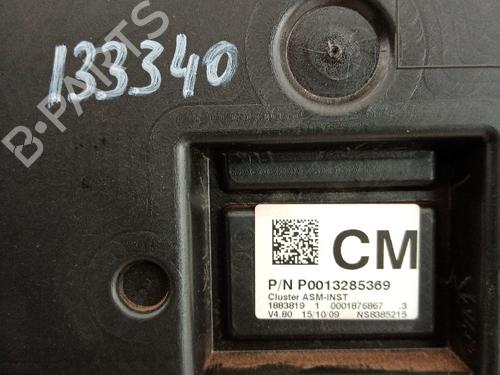 133340
B-PARTS
CM
P/N P0013285369
Cluster ASM-INST
1883819 1 0001876867 .3
V4.80 15/10/09 NS8385215